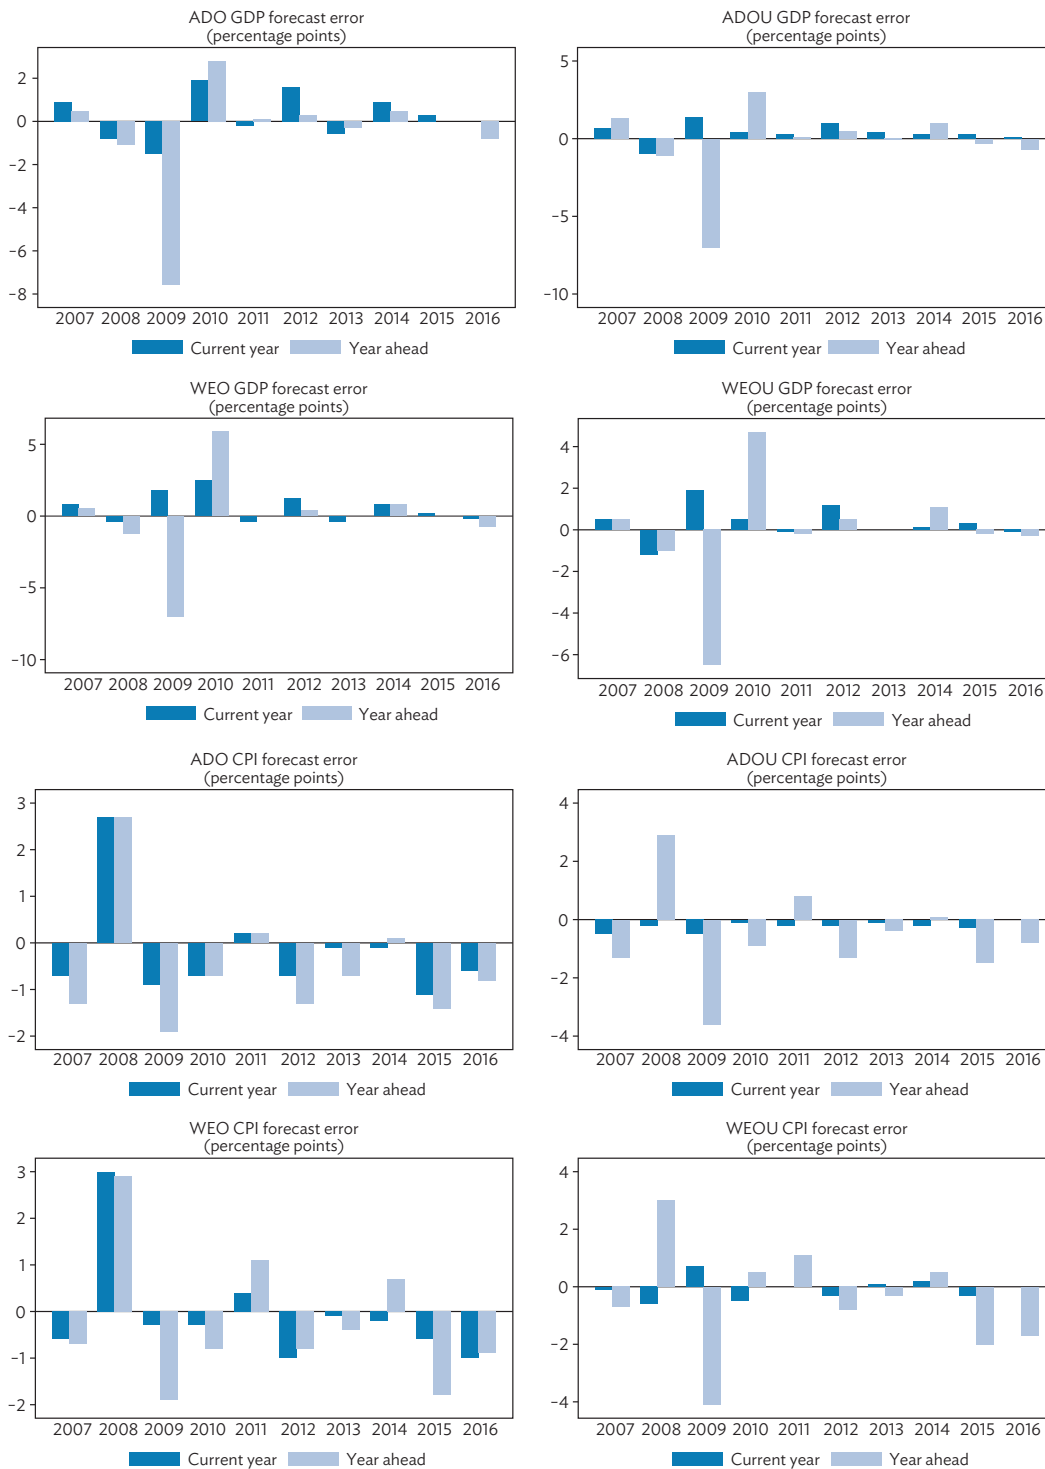 ADO GDP forecast error
(percentage points)
2
0
−2
−4
−6
−8
2007 2008 2009 2010 2011 2012 2013 2014 2015 2016
Current year Year ahead
ADOU GDP forecast error
(percentage points)
5
0
−5
−10
2007 2008 2009 2010 2011 2012 2013 2014 2015 2016
Current year Year ahead
WEO GDP forecast error
(percentage points)
5
0
−5
−10
2007 2008 2009 2010 2011 2012 2013 2014 2015 2016
Current year Year ahead
WEOU GDP forecast error
(percentage points)
4
2
0
−2
−4
−6
2007 2008 2009 2010 2011 2012 2013 2014 2015 2016
Current year Year ahead
ADO CPI forecast error
(percentage points)
3
2
1
0
−1
−2
2007 2008 2009 2010 2011 2012 2013 2014 2015 2016
Current year Year ahead
ADOU CPI forecast error
(percentage points)
4
2
0
−2
−4
2007 2008 2009 2010 2011 2012 2013 2014 2015 2016
Current year Year ahead
WEO CPI forecast error
(percentage points)
3
2
1
0
−1
−2
2007 2008 2009 2010 2011 2012 2013 2014 2015 2016
Current year Year ahead
WEOU CPI forecast error
(percentage points)
4
2
0
−2
−4
2007 2008 2009 2010 2011 2012 2013 2014 2015 2016
Current year Year ahead